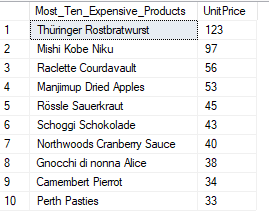 Most_Ten_Expensive_Products UnitPrice
1 Thüringer Rostbratwurst 123
2 Mishi Kobe Niku 97
3 Raclette Courdavault 56
4 Manjimup Dried Apples 53
5 Rössle Sauerkraut 45
6 Schoggi Schokolade 43
7 Northwoods Cranberry Sauce 40
8 Gnocchi di nonna Alice 38
9 Camembert Pierrot 34
10 Perth Pasties 33